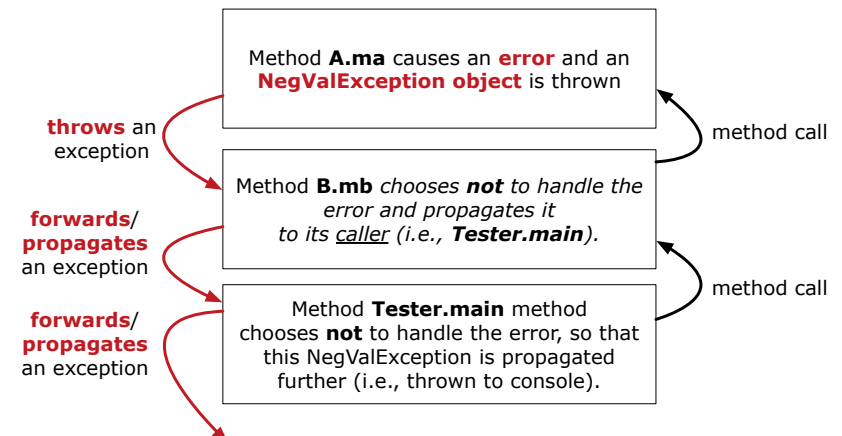 Method A.ma causes an error and an
NegValException object is thrown
throws an
exception
method call
Method B.mb chooses not to handle the
error and propagates it
to its caller (i.e., Tester.main).
forwards/
propagates
an exception
method call
Method Tester.main method
chooses not to handle the error, so that
this NegValException is propagated
further (i.e., thrown to console).
forwards/
propagates
an exception